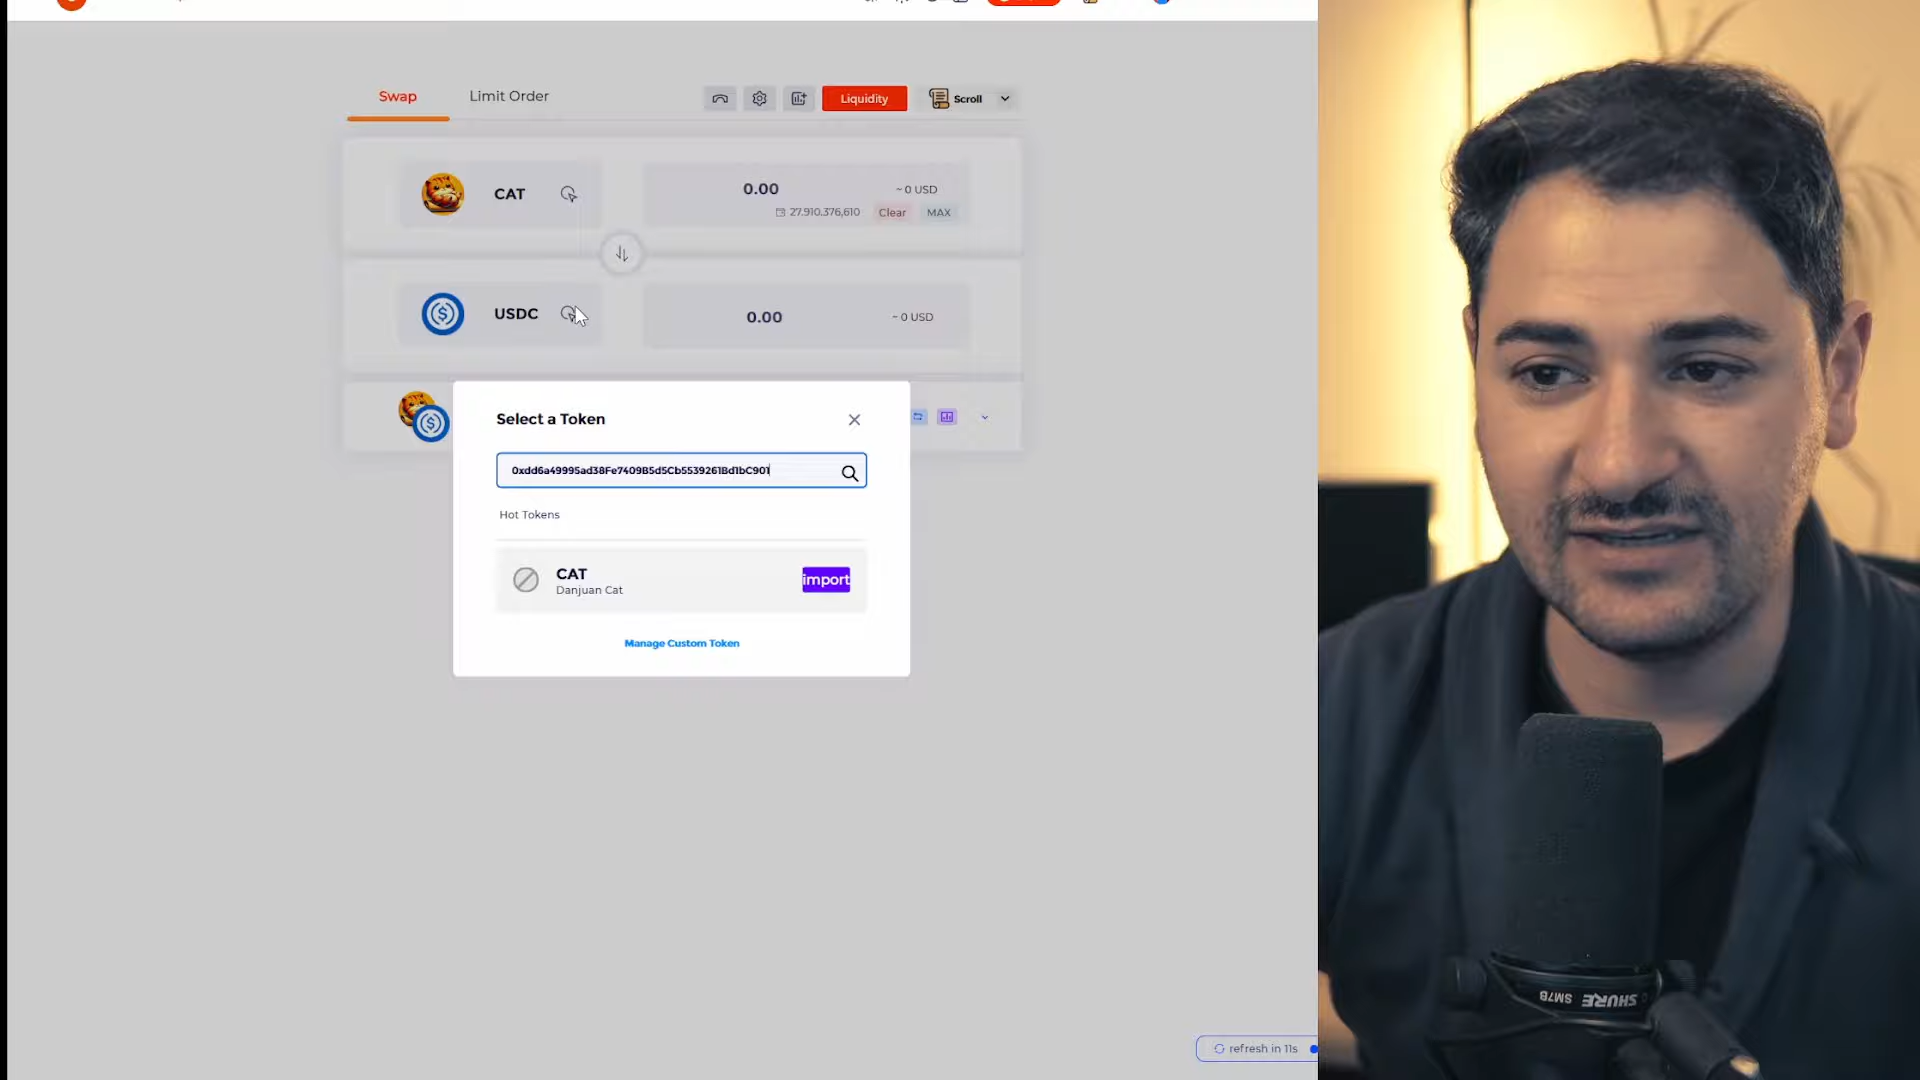 Swap
Limit Order
Liquidity
Scroll
CAT
0.00
~ 0 USD
27.910.376,610
Clear
MAX
USDC
0.00
~ 0 USD
Select a Token
0xdd6a49995ad38Fe7409B5d5Cb5539261Bd1bC901
Hot Tokens
CAT
Danjuan Cat
import
Manage Custom Token
refresh in 11s
SHURE
SM7B